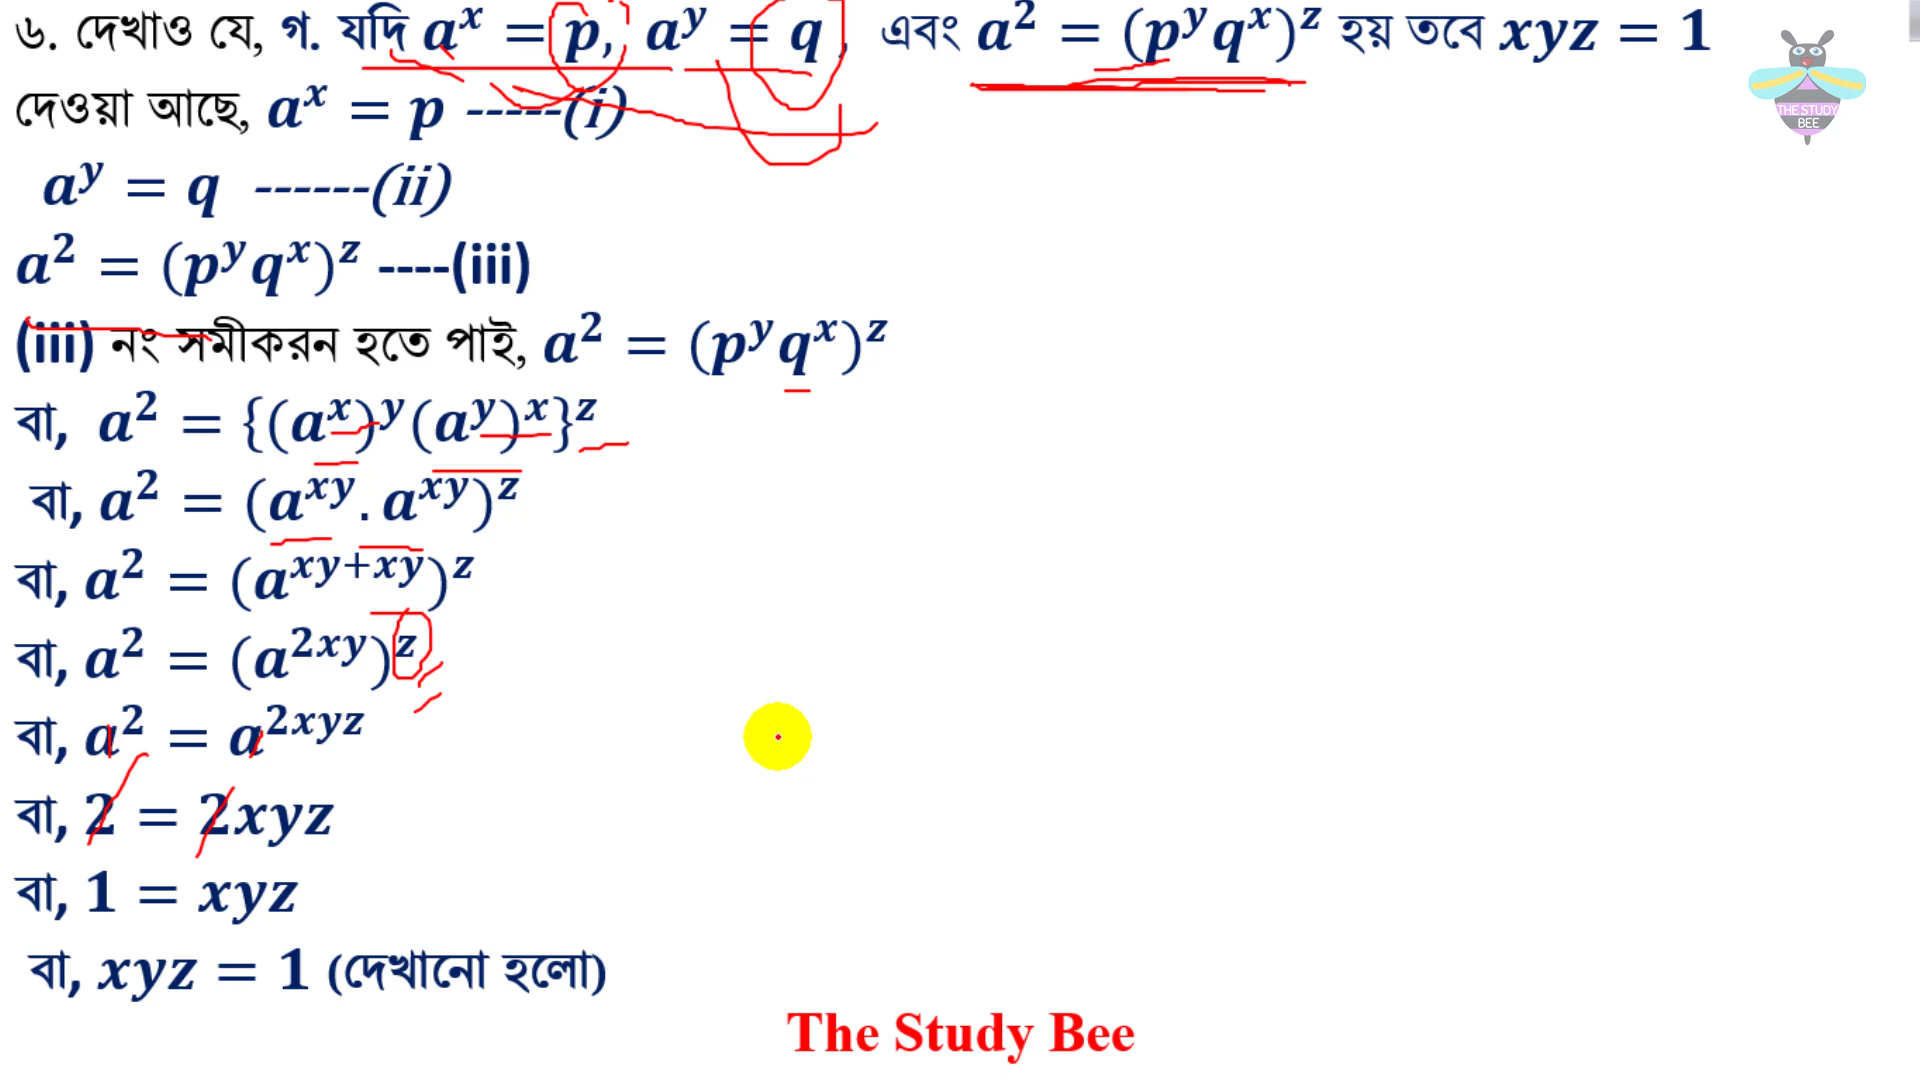 ৬. দেখাও যে, গ. যদি aˣ = p, aʸ = q, এবং a² = (pʸqˣ)ᶻ হয় তবে xyz = 1
THE STUDY
BEE
দেওয়া আছে, aˣ = p -----(i)
aʸ = q ------(ii)
a² = (pʸqˣ)ᶻ ----(iii)
(iii) নং সমীকরন হতে পাই, a² = (pʸqˣ)ᶻ
বা, a² = {(aˣ)ʸ(aʸ)ˣ}ᶻ
বা, a² = (aˣʸ.aˣʸ)ᶻ
বা, a² = (aˣʸ⁺ˣʸ)ᶻ
বা, a² = (a²ˣʸ)ᶻ
বা, a² = a²ˣʸᶻ
বা, 2 = 2xyz
বা, 1 = xyz
বা, xyz = 1 (দেখানো হলো)
The Study Bee